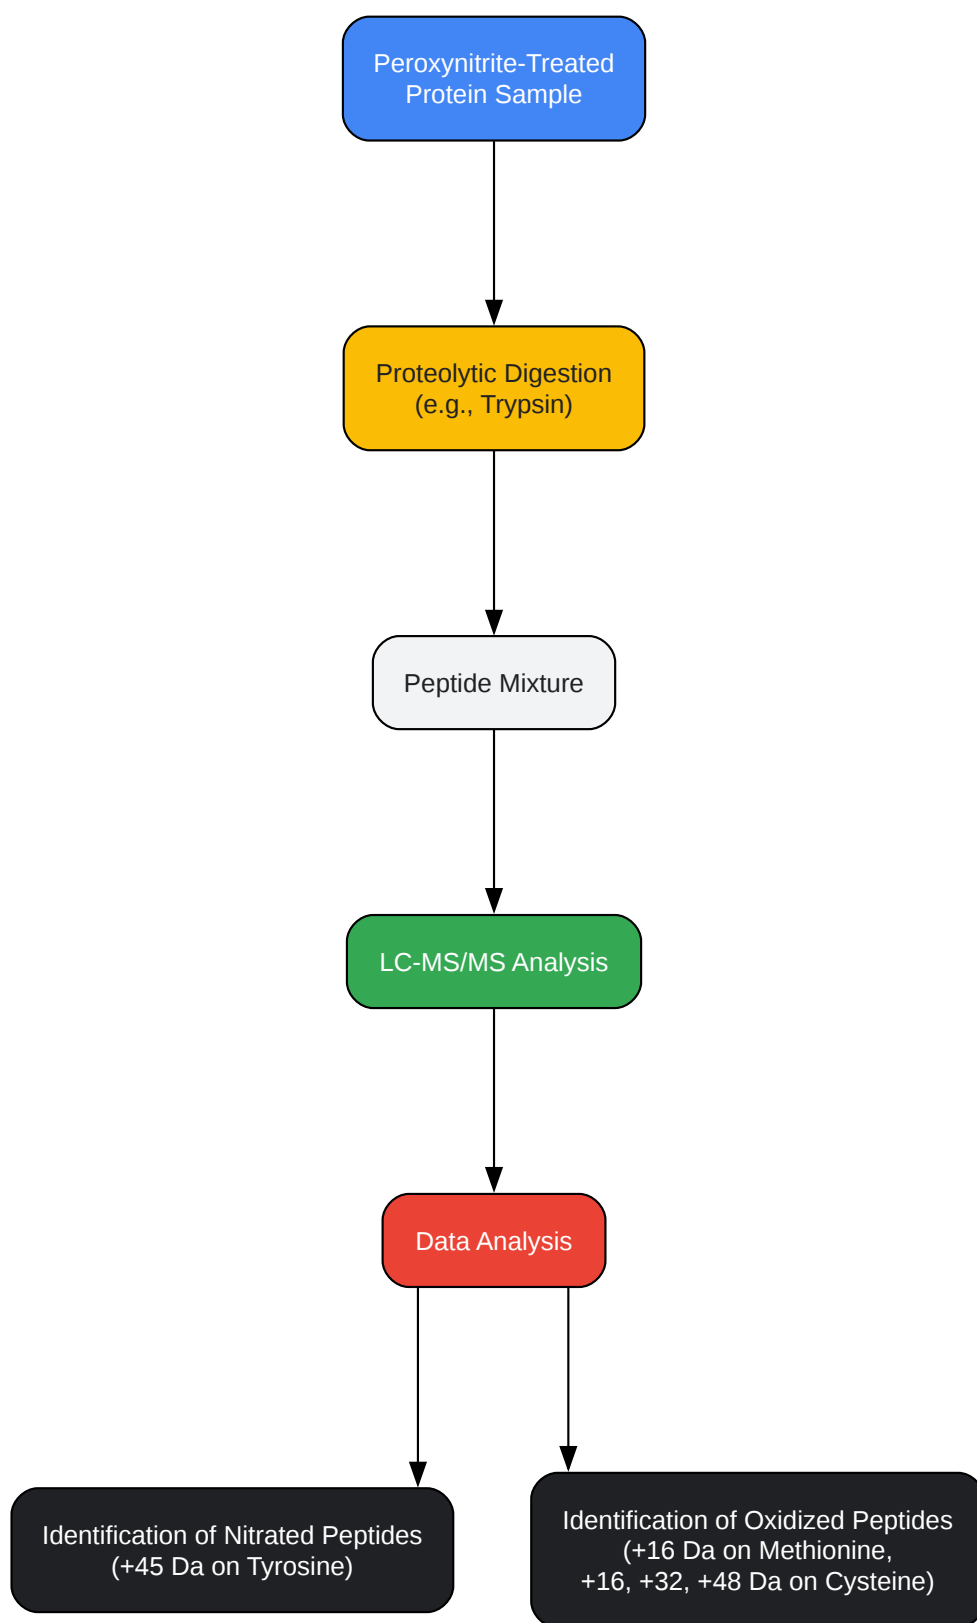 Peroxynitrite-Treated
Protein Sample
Proteolytic Digestion
(e.g., Trypsin)
Peptide Mixture
LC-MS/MS Analysis
Data Analysis
Identification of Nitrated Peptides
(+45 Da on Tyrosine)
Identification of Oxidized Peptides
(+16 Da on Methionine,
+16, +32, +48 Da on Cysteine)